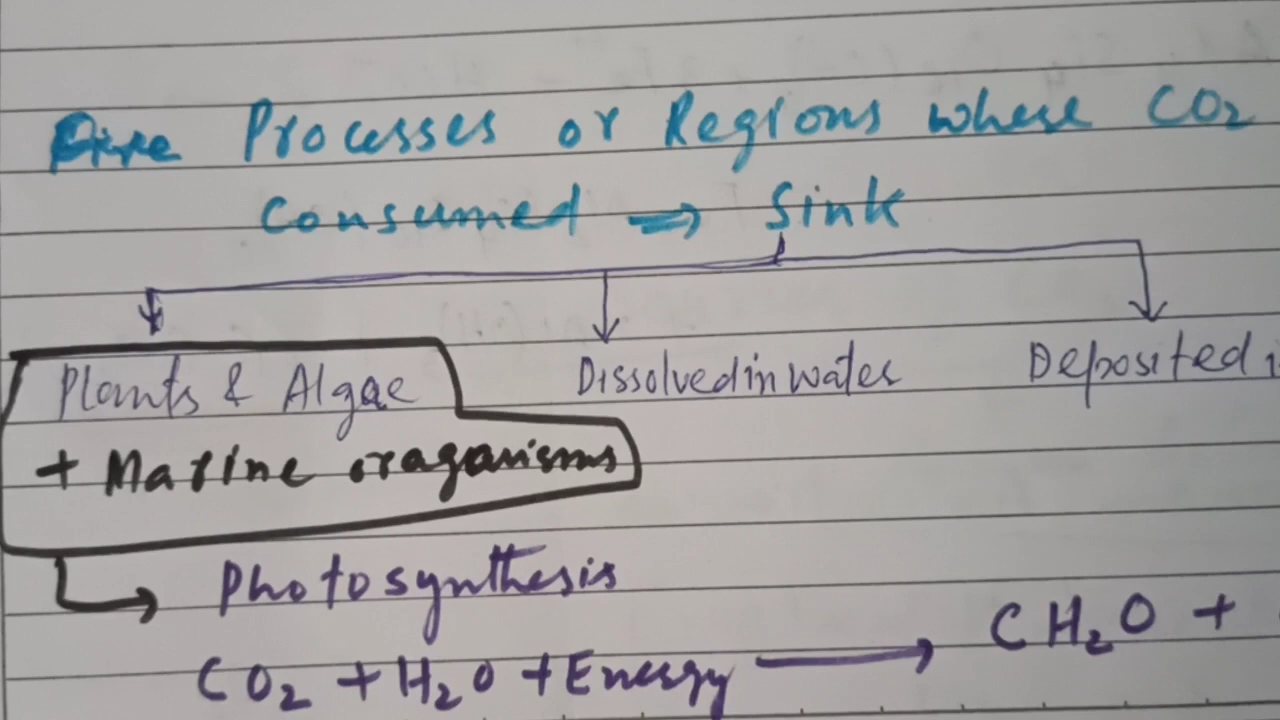 Processes or Regions where CO2
Consumed ⇒ Sink
Plants & Algae Dissolved in water Deposited
+ Marine oraganisms
Photosynthesis
CO2 + H2O + Energy → CH2O +